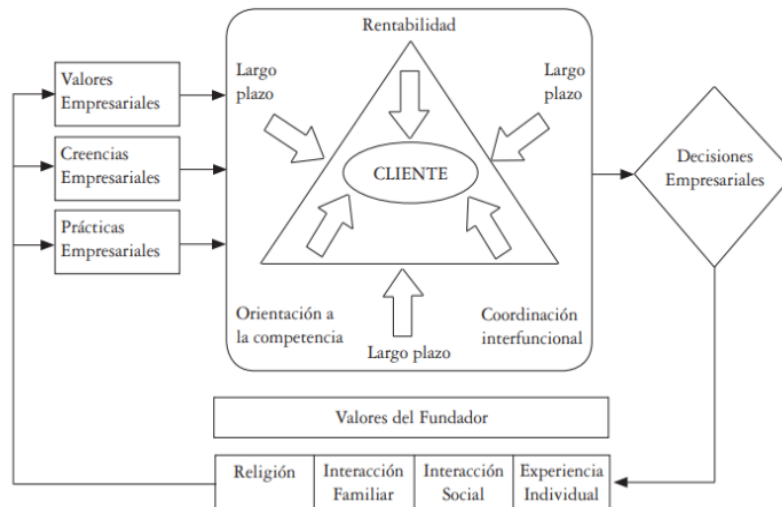 Rentabilidad
Valores
Empresariales
Largo
plazo
Largo
plazo
Creencias
Empresariales
CLIENTE
Decisiones
Empresariales
Prácticas
Empresariales
Orientación a
la competencia
Coordinación
interfuncional
Largo plazo
Valores del Fundador
Religión
Interacción
Familiar
Interacción
Social
Experiencia
Individual